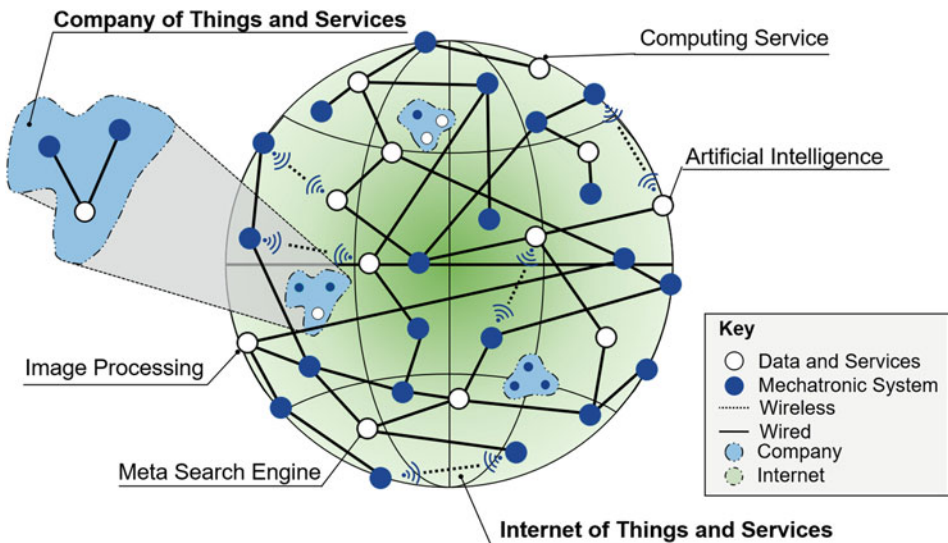 Company of Things and Services
Computing Service
Artificial Intelligence
Image Processing
Meta Search Engine
Internet of Things and Services
Key
Data and Services
Mechatronic System
Wireless
Wired
Company
Internet